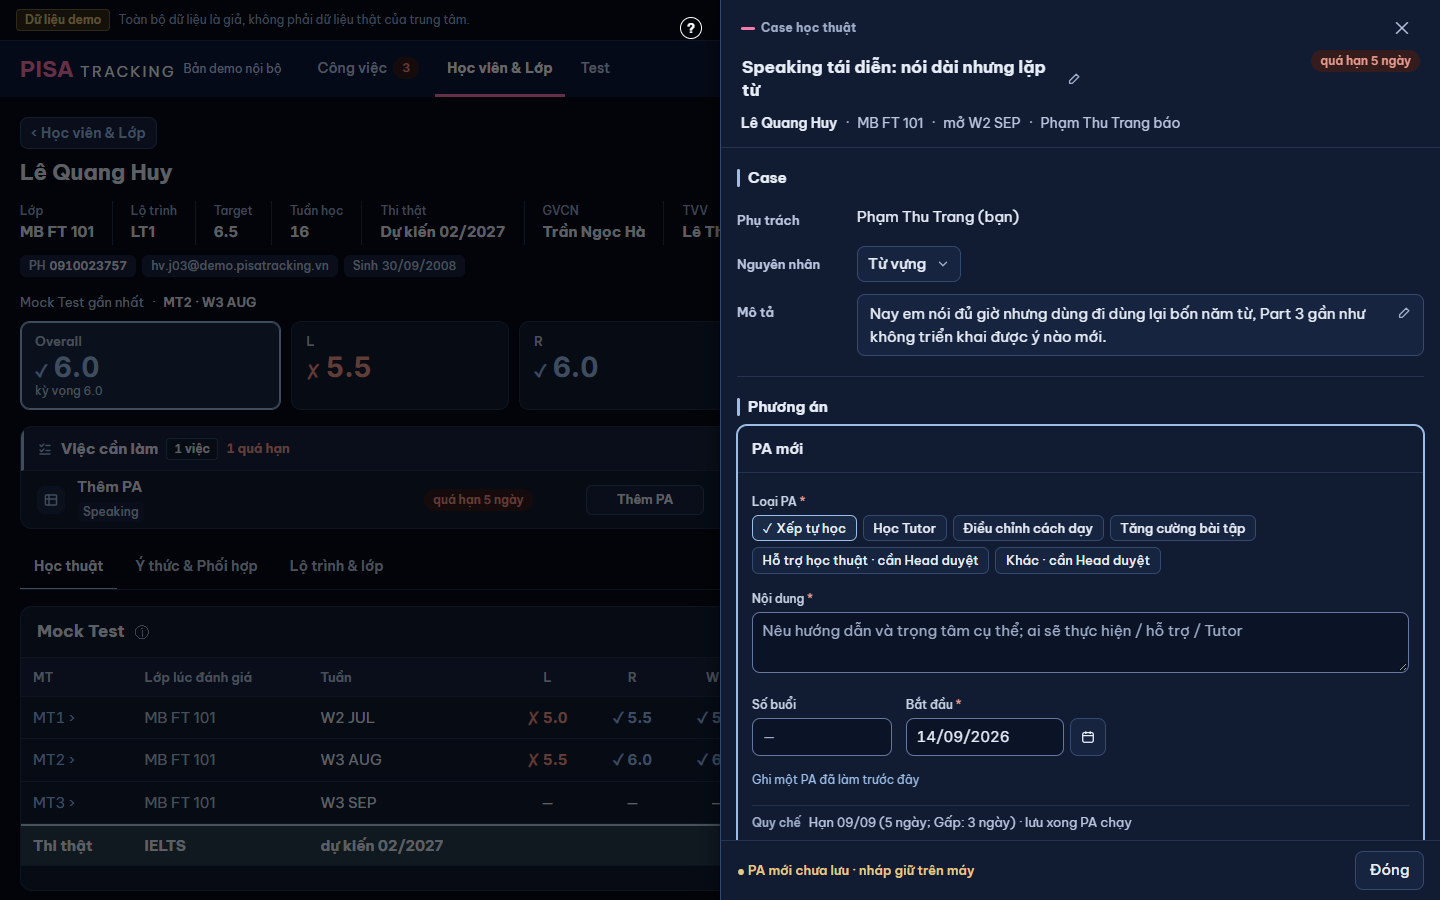 Dữ liệu demo Toàn bộ dữ liệu là giả, không phải dữ liệu thật của trung tâm.
?
PISA TRACKING Bản demo nội bộ Công việc 3 Học viên & Lớp Test
‹ Học viên & Lớp
Lê Quang Huy
Lớp Lộ trình Target Tuần học Thi thật GVCN TVV
MB FT 101 LT1 6.5 16 Dự kiến 02/2027 Trần Ngọc Hà Lê Th
PH 0910023757 hv.j03@demo.pisatracking.vn Sinh 30/09/2008
Mock Test gần nhất · MT2 · W3 AUG
Overall L R
✓ 6.0 ✗ 5.5 ✓ 6.0
kỳ vọng 6.0
Việc cần làm 1 việc 1 quá hạn
Thêm PA
Speaking quá hạn 5 ngày Thêm PA
Học thuật Ý thức & Phối hợp Lộ trình & lớp
Mock Test
MT Lớp lúc đánh giá Tuần L R W
MT1 › MB FT 101 W2 JUL ✗ 5.0 ✓ 5.5 ✓ 5
MT2 › MB FT 101 W3 AUG ✗ 5.5 ✓ 6.0 ✓ 6
MT3 › MB FT 101 W3 SEP — — —
Thi thật IELTS dự kiến 02/2027
Case học thuật
Speaking tái diễn: nói dài nhưng lặp
từ
quá hạn 5 ngày
Lê Quang Huy · MB FT 101 · mở W2 SEP · Phạm Thu Trang báo
Case
Phụ trách Phạm Thu Trang (bạn)
Nguyên nhân Từ vựng
Mô tả Nay em nói đủ giờ nhưng dùng đi dùng lại bốn năm từ, Part 3 gần như
không triển khai được ý nào mới.
Phương án
PA mới
Loại PA *
✓ Xếp tự học Học Tutor Điều chỉnh cách dạy Tăng cường bài tập
Hỗ trợ học thuật · cần Head duyệt Khác · cần Head duyệt
Nội dung *
Nêu hướng dẫn và trọng tâm cụ thể; ai sẽ thực hiện / hỗ trợ / Tutor
Số buổi Bắt đầu *
— 14/09/2026
Ghi một PA đã làm trước đây
Quy chế Hạn 09/09 (5 ngày; Gấp: 3 ngày) · lưu xong PA chạy
PA mới chưa lưu · nháp giữ trên máy Đóng